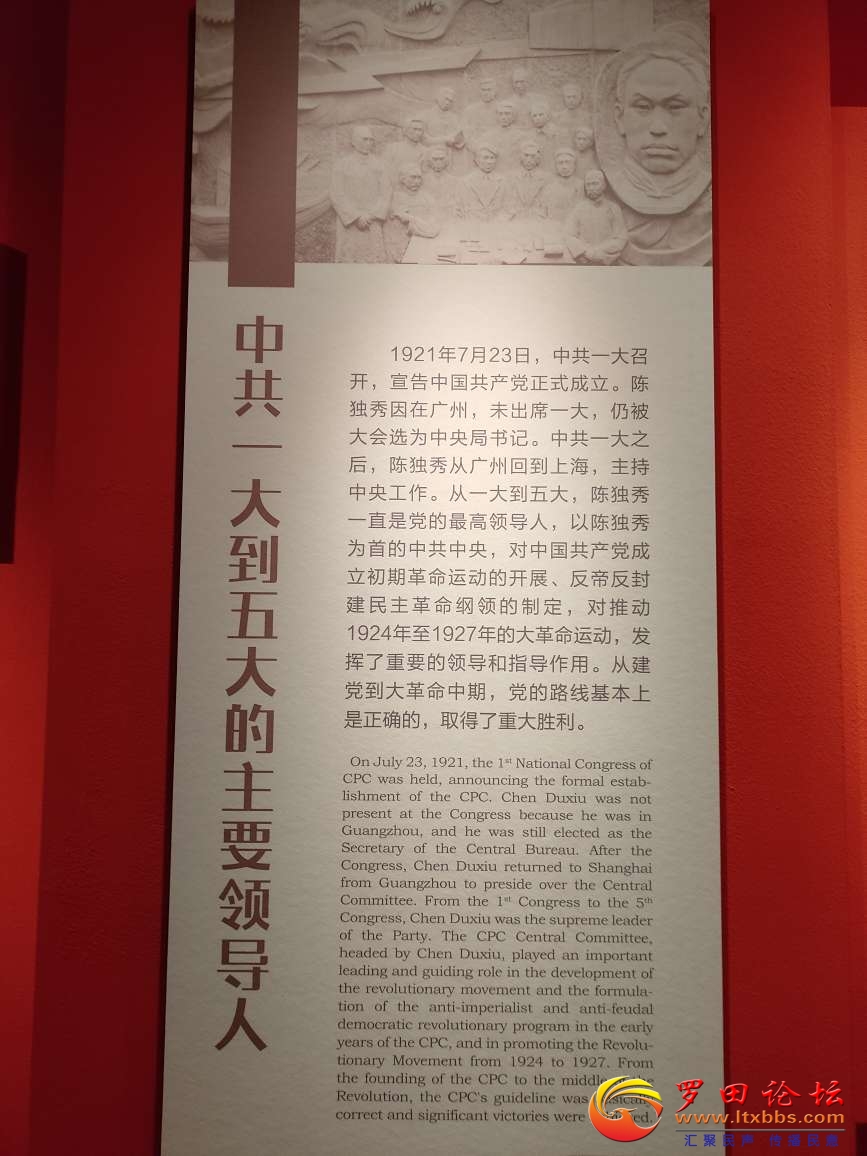 中共一大到五大的主要领导人
1921年7月23日，中共一大召
开，宣告中国共产党正式成立。陈
独秀因在广州，未出席一大，仍被
大会选为中央局书记。中共一大之
后，陈独秀从广州回到上海，主持
中央工作。从一大到五大，陈独秀
一直是党的最高领导人，以陈独秀
为首的中共中央，对中国共产党成
立初期革命运动的开展、反帝反封
建民主革命纲领的制定，对推动
1924年至1927年的大革命运动，发
挥了重要的领导和指导作用。从建
党到大革命中期，党的路线基本上
是正确的，取得了重大胜利。
On July 23, 1921, the 1st National Congress of
CPC was held, announcing the formal estab-
lishment of the CPC. Chen Duxiu was not
present at the Congress because he was in
Guangzhou, and he was still elected as the
Secretary of the Central Bureau. After the
Congress, Chen Duxiu returned to Shanghai
from Guangzhou to preside over the Central
Committee. From the 1st Congress to the 5th
Congress, Chen Duxiu was the supreme leader
of the Party. The CPC Central Committee,
headed by Chen Duxiu, played an important
leading and guiding role in the development of
the revolutionary movement and the formula-
tion of the anti-imperialist and anti-feudal
democratic revolutionary program in the early
years of the CPC, and in promoting the Revolu-
tionary Movement from 1924 to 1927. From
the founding of the CPC to the middle the
Revolution, the CPC's guideline was
correct and significant victories were
罗田论坛
www.ltxbbs.com
汇聚民声 传播民意